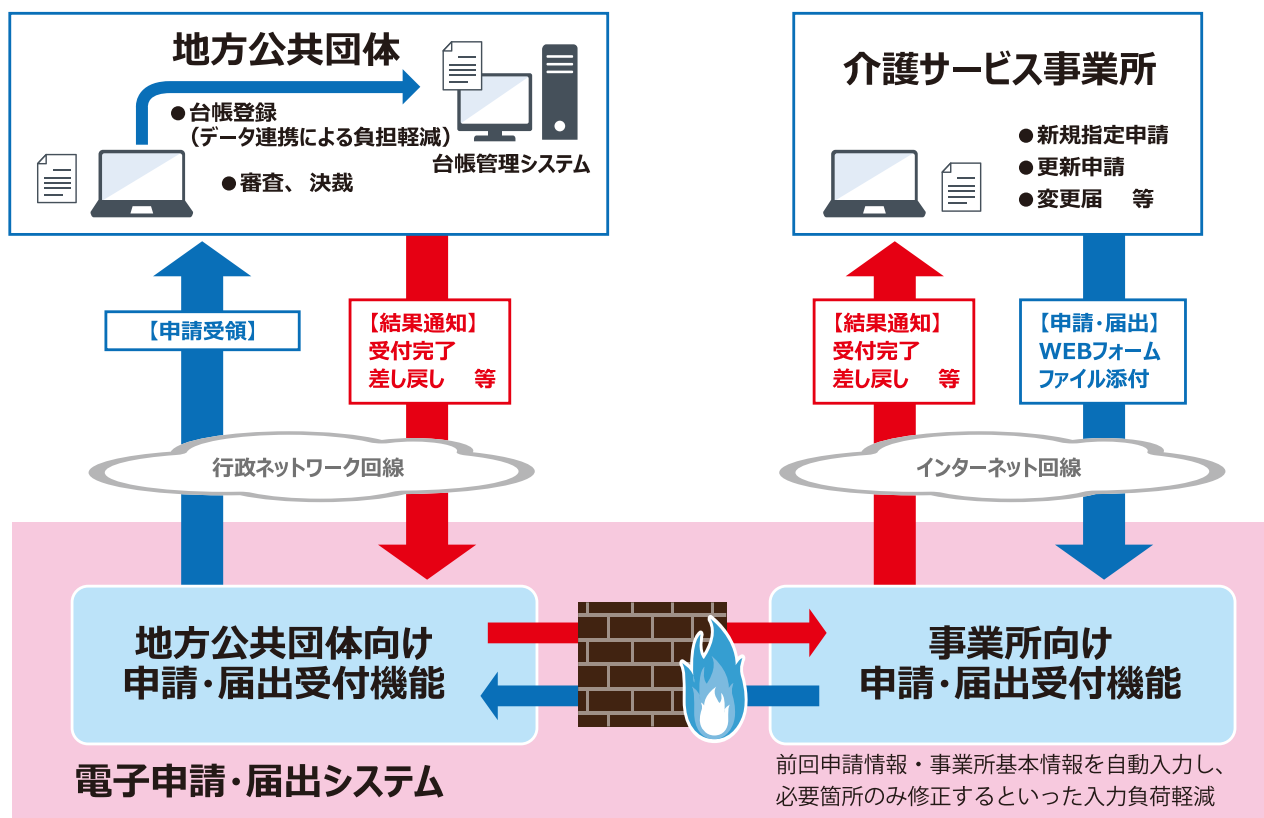 地方公共団体
●台帳登録
（データ連携による負担軽減）
台帳管理システム
●審査、決裁
介護サービス事業所
●新規指定申請
●更新申請
●変更届　等
【申請受領】
【結果通知】
受付完了
差し戻し　等
【結果通知】
受付完了
差し戻し　等
【申請・届出】
WEBフォーム
ファイル添付
行政ネットワーク回線
インターネット回線
地方公共団体向け
申請・届出受付機能
事業所向け
申請・届出受付機能
電子申請・届出システム
前回申請情報・事業所基本情報を自動入力し、
必要箇所のみ修正するといった入力負荷軽減